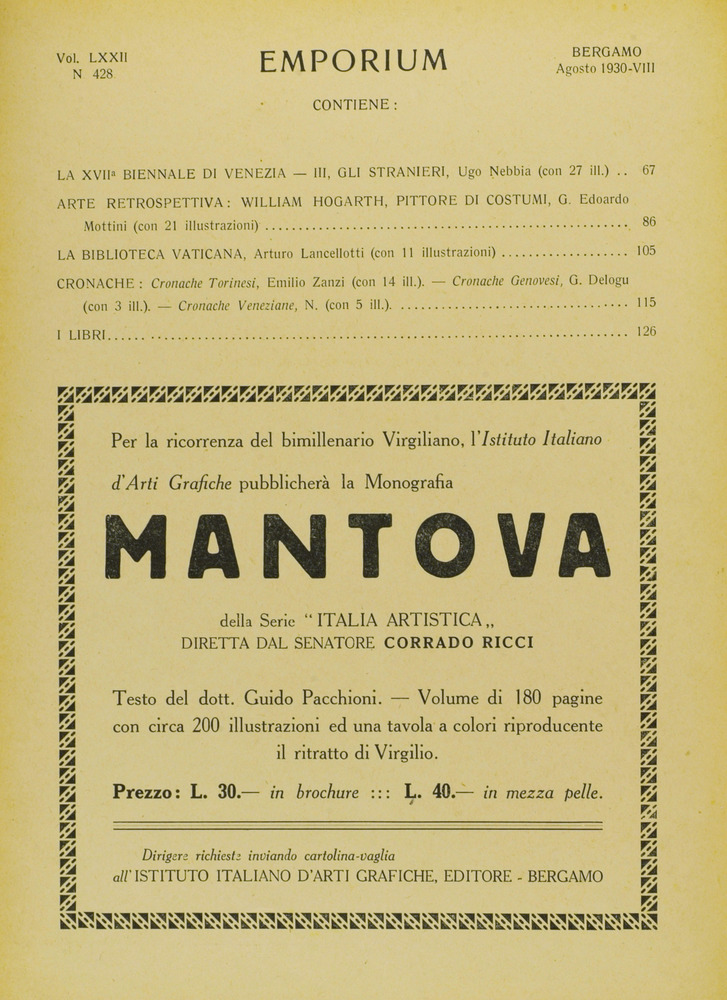 Vol. LXXII
N 428
EMPORIUM
BERGAMO
Agosto 1930-VIII
CONTIENE :
LA XVIIª BIENNALE DI VENEZIA — III, GLI STRANIERI, Ugo Nebbia (con 27 ill.) .. 67
ARTE RETROSPETTIVA : WILLIAM HOGARTH, PITTORE DI COSTUMI, G. Edoardo
Mottini (con 21 illustrazioni) .................................................... 86
LA BIBLIOTECA VATICANA, Arturo Lancellotti (con 11 illustrazioni) .................. 105
CRONACHE : Cronache Torinesi, Emilio Zanzi (con 14 ill.). — Cronache Genovesi, G. Delogu
(con 3 ill.). — Cronache Veneziane, N. (con 5 ill.). ................................ 115
I LIBRI...... .................................................................... 126
Per la ricorrenza del bimillenario Virgiliano, l'Istituto Italiano
d'Arti Grafiche pubblicherà la Monografia
MANTOVA
della Serie “ ITALIA ARTISTICA „
DIRETTA DAL SENATORE CORRADO RICCI
Testo del dott. Guido Pacchioni. — Volume di 180 pagine
con circa 200 illustrazioni ed una tavola a colori riproducente
il ritratto di Virgilio.
Prezzo : L. 30.— in brochure ::: L. 40.— in mezza pelle.
Dirigere richieste inviando cartolina-vaglia
all' ISTITUTO ITALIANO D'ARTI GRAFICHE, EDITORE - BERGAMO